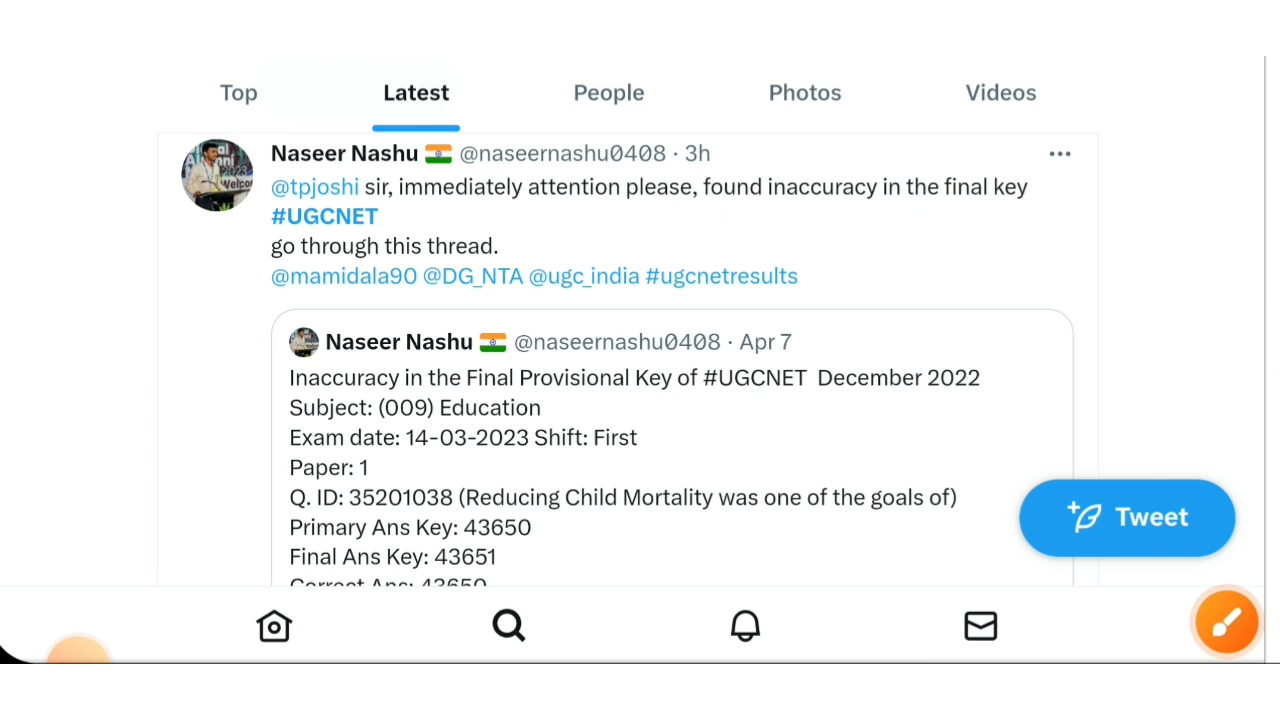 Top Latest People Photos Videos
Naseer Nashu 🇮🇳 @naseernashu0408 · 3h
@tpjoshi sir, immediately attention please, found inaccuracy in the final key
#UGCNET
go through this thread.
@mamidala90 @DG_NTA @ugc_india #ugcnetresults
Naseer Nashu 🇮🇳 @naseernashu0408 · Apr 7
Inaccuracy in the Final Provisional Key of #UGCNET December 2022
Subject: (009) Education
Exam date: 14-03-2023 Shift: First
Paper: 1
Q. ID: 35201038 (Reducing Child Mortality was one of the goals of)
Primary Ans Key: 43650
Final Ans Key: 43651
Correct Ans: 43650
Tweet